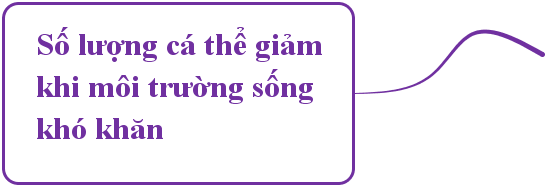 Số lượng cá thể giảm
khi môi trường sống
khó khăn